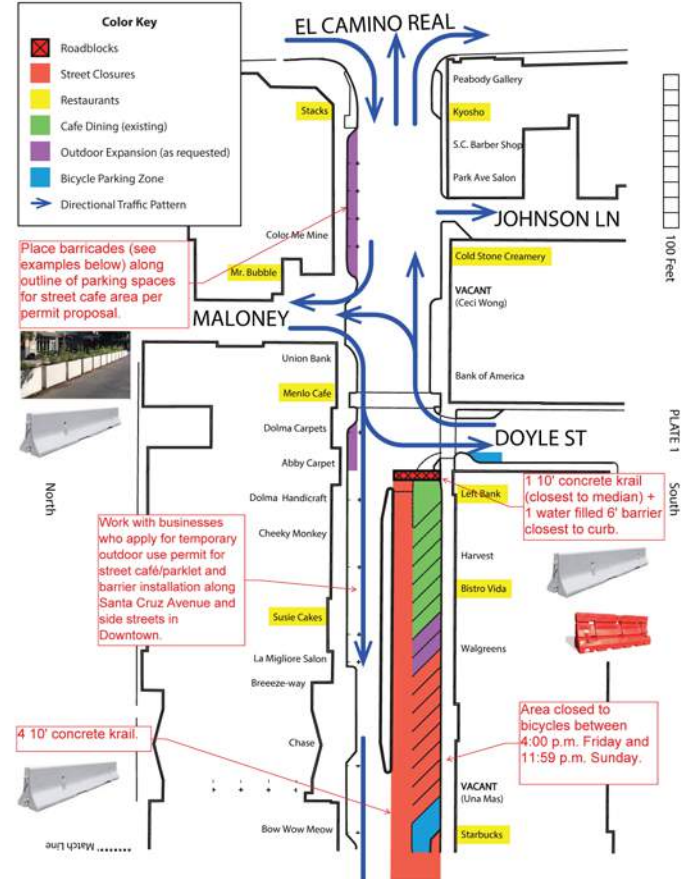 Color Key
Roadblocks
Street Closures
Restaurants
Cafe Dining (existing)
Outdoor Expansion (as requested)
Bicycle Parking Zone
Directional Traffic Pattern
EL CAMINO REAL
Peabody Gallery
Stacks
Kyosho
S.C. Barber Shop
Park Ave Salon
JOHNSON LN
100 Feet
Color Me Mine
Place barricades (see
examples below) along
outline of parking spaces
for street cafe area per
permit proposal.
Mr. Bubble
Cold Stone Creamery
VACANT
(Ceci Wong)
MALONEY
Union Bank
Bank of America
Menlo Cafe
PLATE 1
Dolma Carpets
DOYLE ST
Abby Carpet
North
South
1 10' concrete krail
(closest to median) +
1 water filled 6' barrier
closest to curb.
Left Bank
Dolma Handicraft
Work with businesses
who apply for temporary
outdoor use permit for
street café/parklet and
barrier installation along
Santa Cruz Avenue and
side streets in
Downtown.
Cheeky Monkey
Harvest
Bistro Vida
Susie Cakes
Walgreens
La Migliore Salon
Breeeze-way
4 10' concrete krail.
Chase
Area closed to
bicycles between
4:00 p.m. Friday and
11:59 p.m. Sunday.
VACANT
(Una Mas)
Bow Wow Meow
Starbucks
Match Line